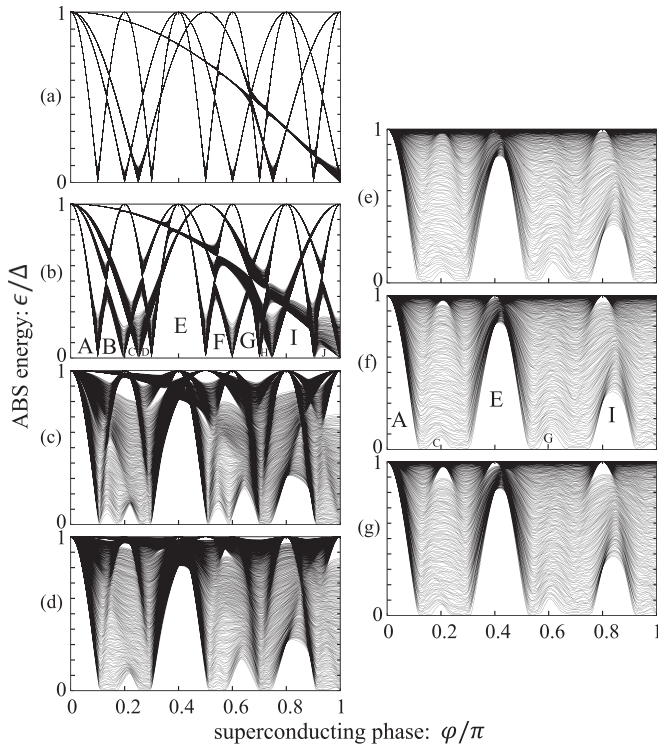 1
(a)
0
1
(b)
A B C D E F G H I J
0
1
(c)
0
1
(d)
0
0 0.2 0.4 0.6 0.8 1
ABS energy: ϵ/Δ
1
(e)
0
1
(f)
A C E G I
0
1
(g)
0
0 0.2 0.4 0.6 0.8 1
superconducting phase: φ/π